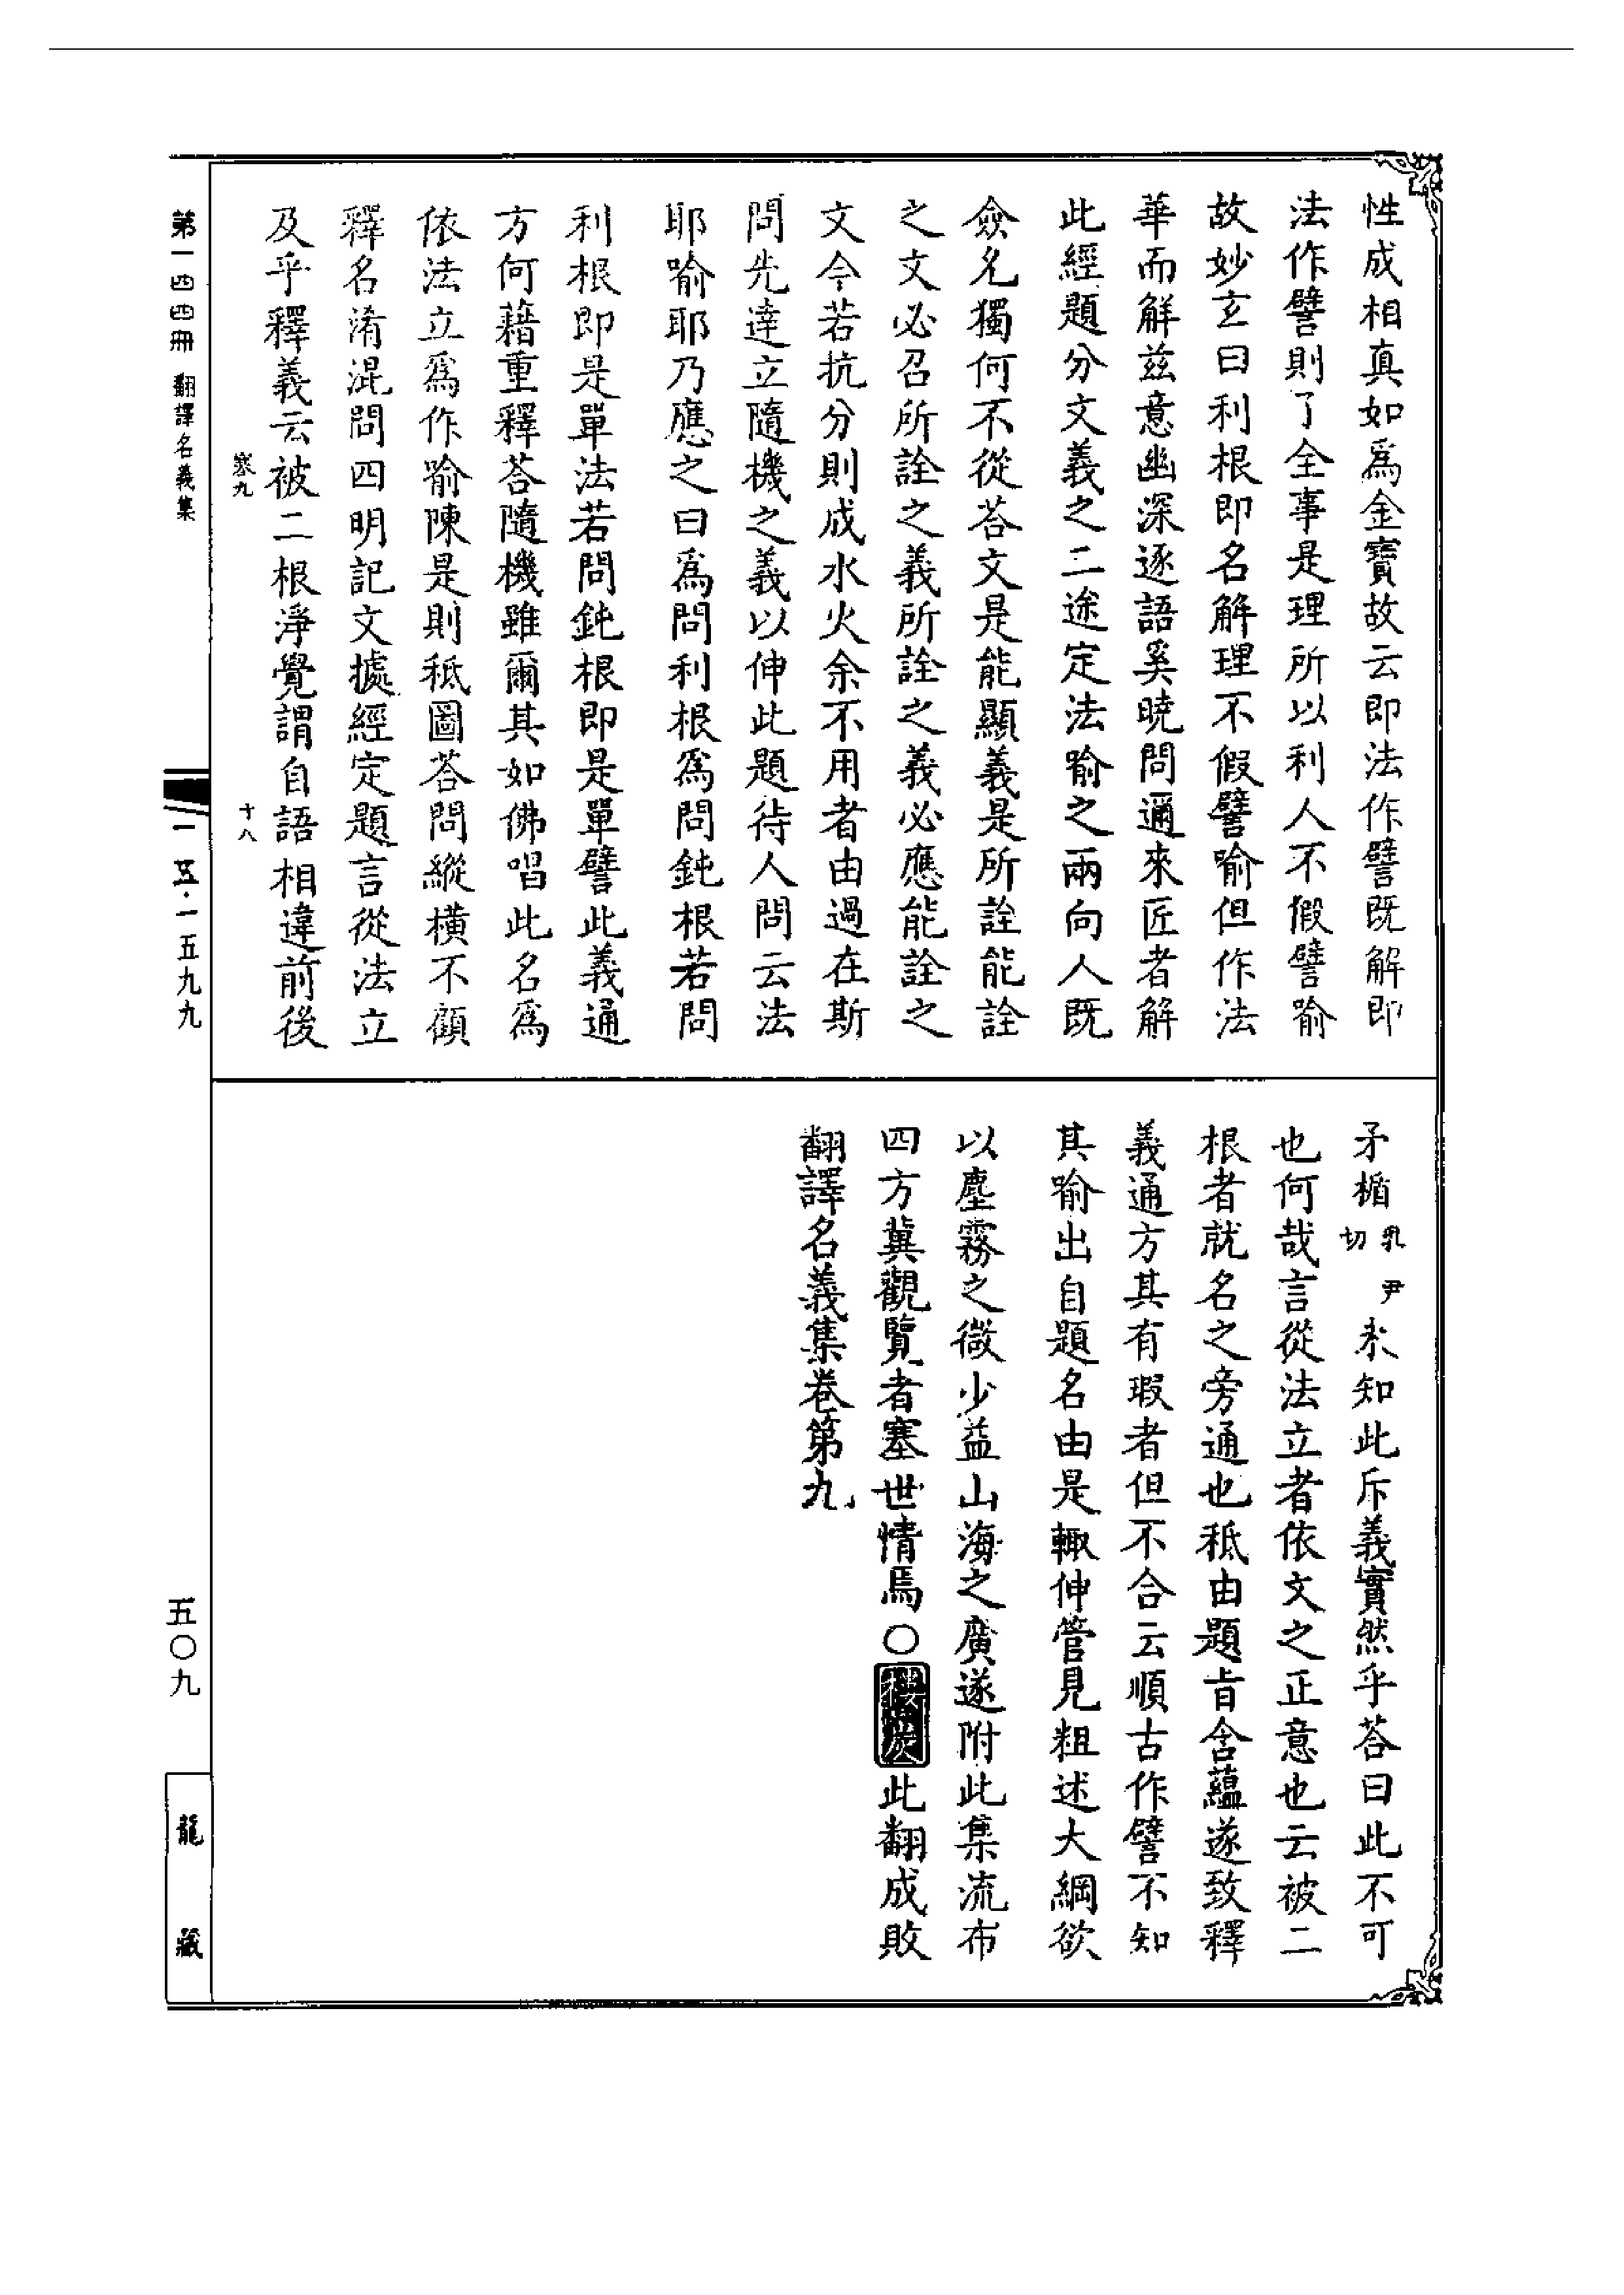 性成相真如爲金寶故云即法作譬既解即
法作譬則了全事是理所以利人不假譬喻
故妙玄曰利根即名解理不假譬喻但作法
華而解茲意幽深逐語奚曉問邇來匠者解
此經題分文義之二途定法喻之兩向人既
僉允獨何不從荅文是能顯義是所詮能詮
之文必召所詮之義所詮之義必應能詮之
文今若抗分則成水火余不用者由過在斯
問先達立隨機之義以伸此題待人問云法
耶喻耶乃應之曰爲問利根爲問鈍根若問
利根即是單法若問鈍根即是單譬此義通
方何藉重釋荅隨機雖爾其如佛唱此名爲
依法立爲作喻陳是則秪圖荅問縱橫不顧
釋名淆混問四明記文據經定題言從法立
及乎釋義云被二根淨覺謂自語相違前後
矛楯乳尹切未知此斥義實然乎荅曰此不可
也何哉言從法立者依文之正意也云被二
根者就名之旁通也秪由題旨含蘊遂致釋
義通方其有瑕者但不合云順古作譬不知
其喻出自題名由是輙伸管見粗述大綱欲
以塵霧之微少益山海之廣遂附此集流布
四方冀觀覽者塞世情焉○此翻成敗
翻譯名義集卷第九
第一四四冊 翻譯名義集
十八
一一五·一五九九
五〇九
龍藏